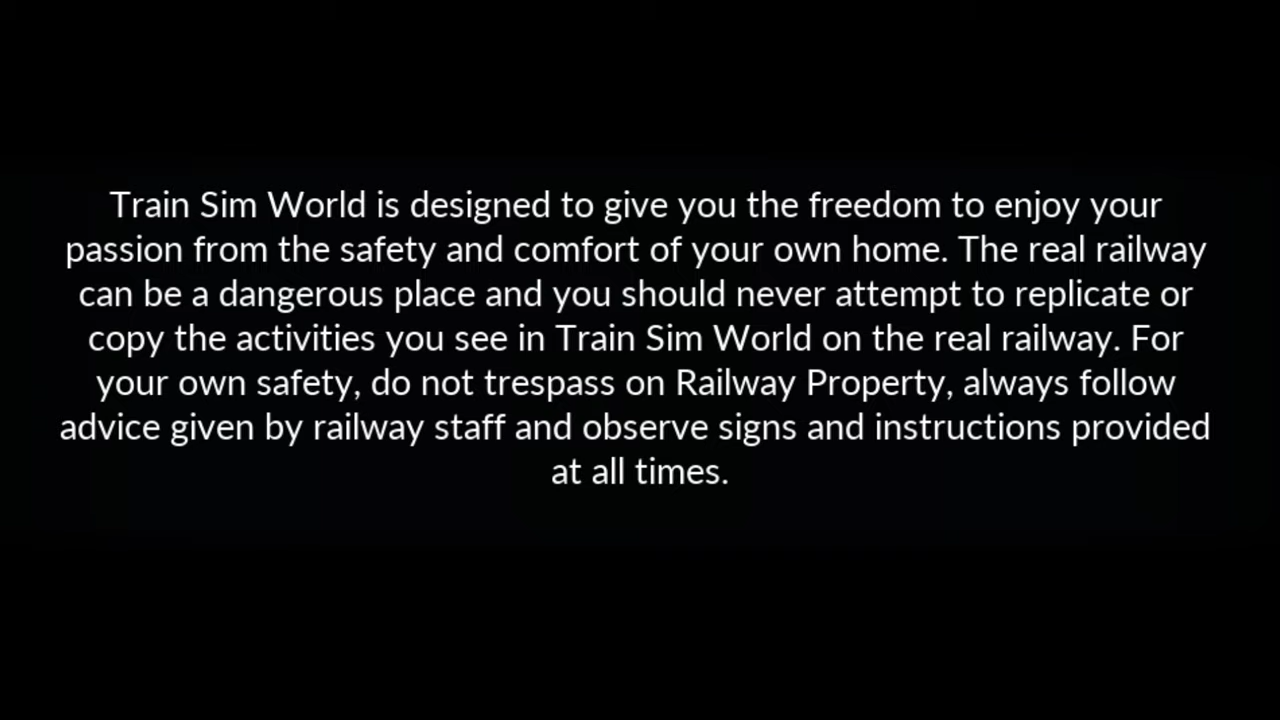 Train Sim World is designed to give you the freedom to enjoy your
passion from the safety and comfort of your own home. The real railway
can be a dangerous place and you should never attempt to replicate or
copy the activities you see in Train Sim World on the real railway. For
your own safety, do not trespass on Railway Property, always follow
advice given by railway staff and observe signs and instructions provided
at all times.